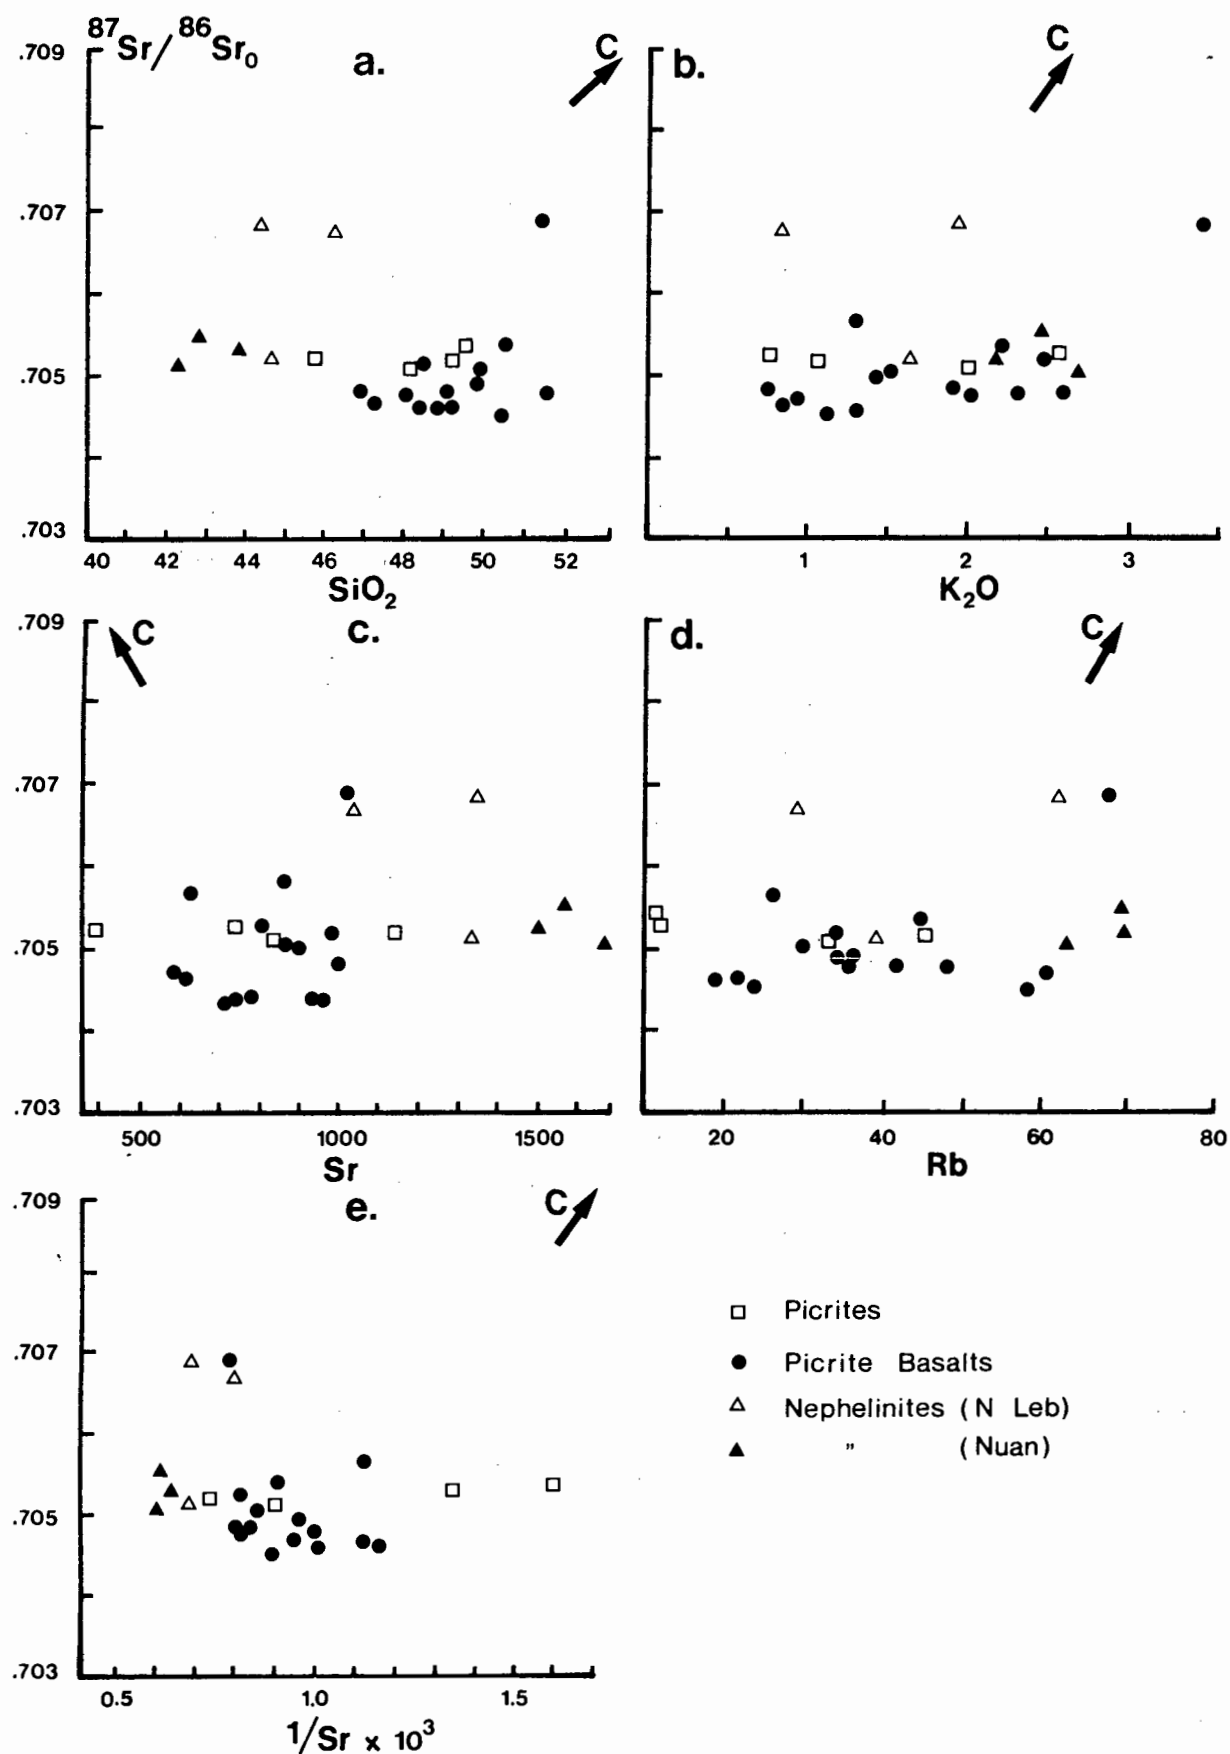 ⁸⁷Sr/⁸⁶Sr₀
a.
C
b.
C
.709
.707
.705
.703
40 42 44 46 48 50 52
SiO₂
1 2 3
K₂O
C
c.
d.
C
.709
.707
.705
.703
500 1000 1500
Sr
20 40 60 80
Rb
e.
C
.709
.707
.705
.703
0.5 1.0 1.5
1/Sr x 10³
Picrites
Picrite Basalts
Nephelinites (N Leb)
" (Nuan)